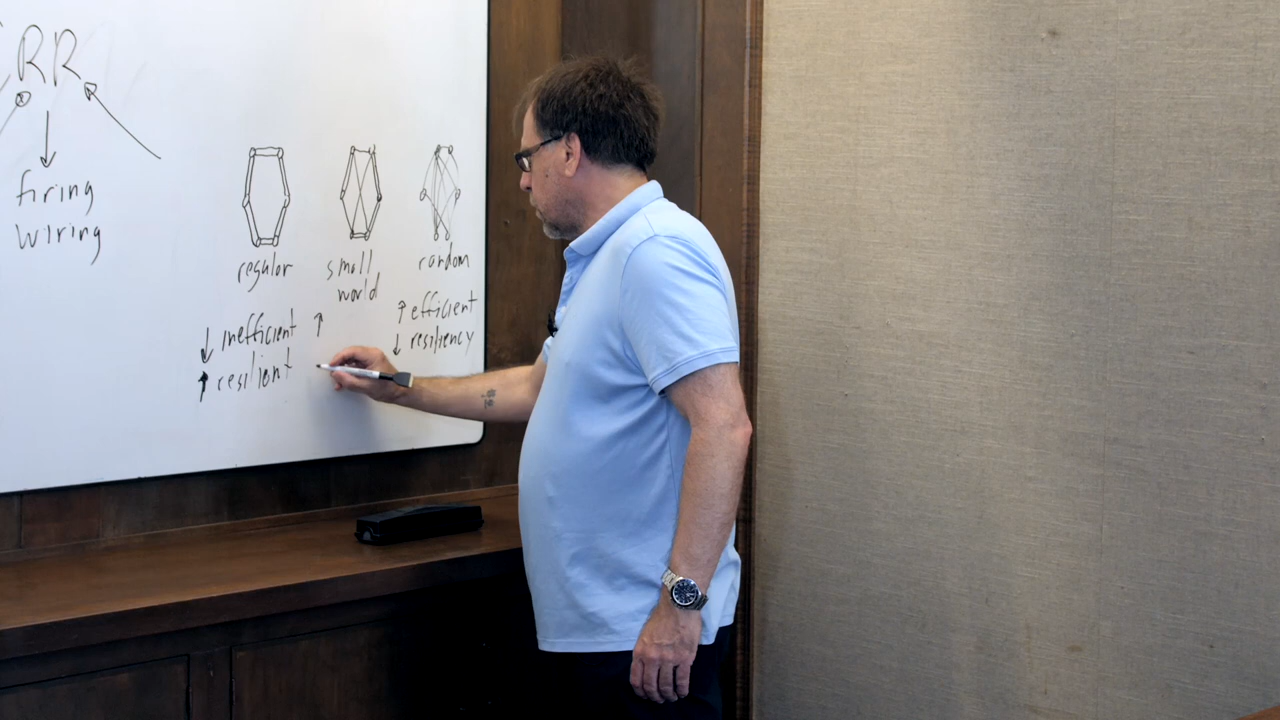 RR
firing
wiring
regular
small
world
random
↓ inefficient
↑ resilient
↑
↑ efficient
↓ resiliency